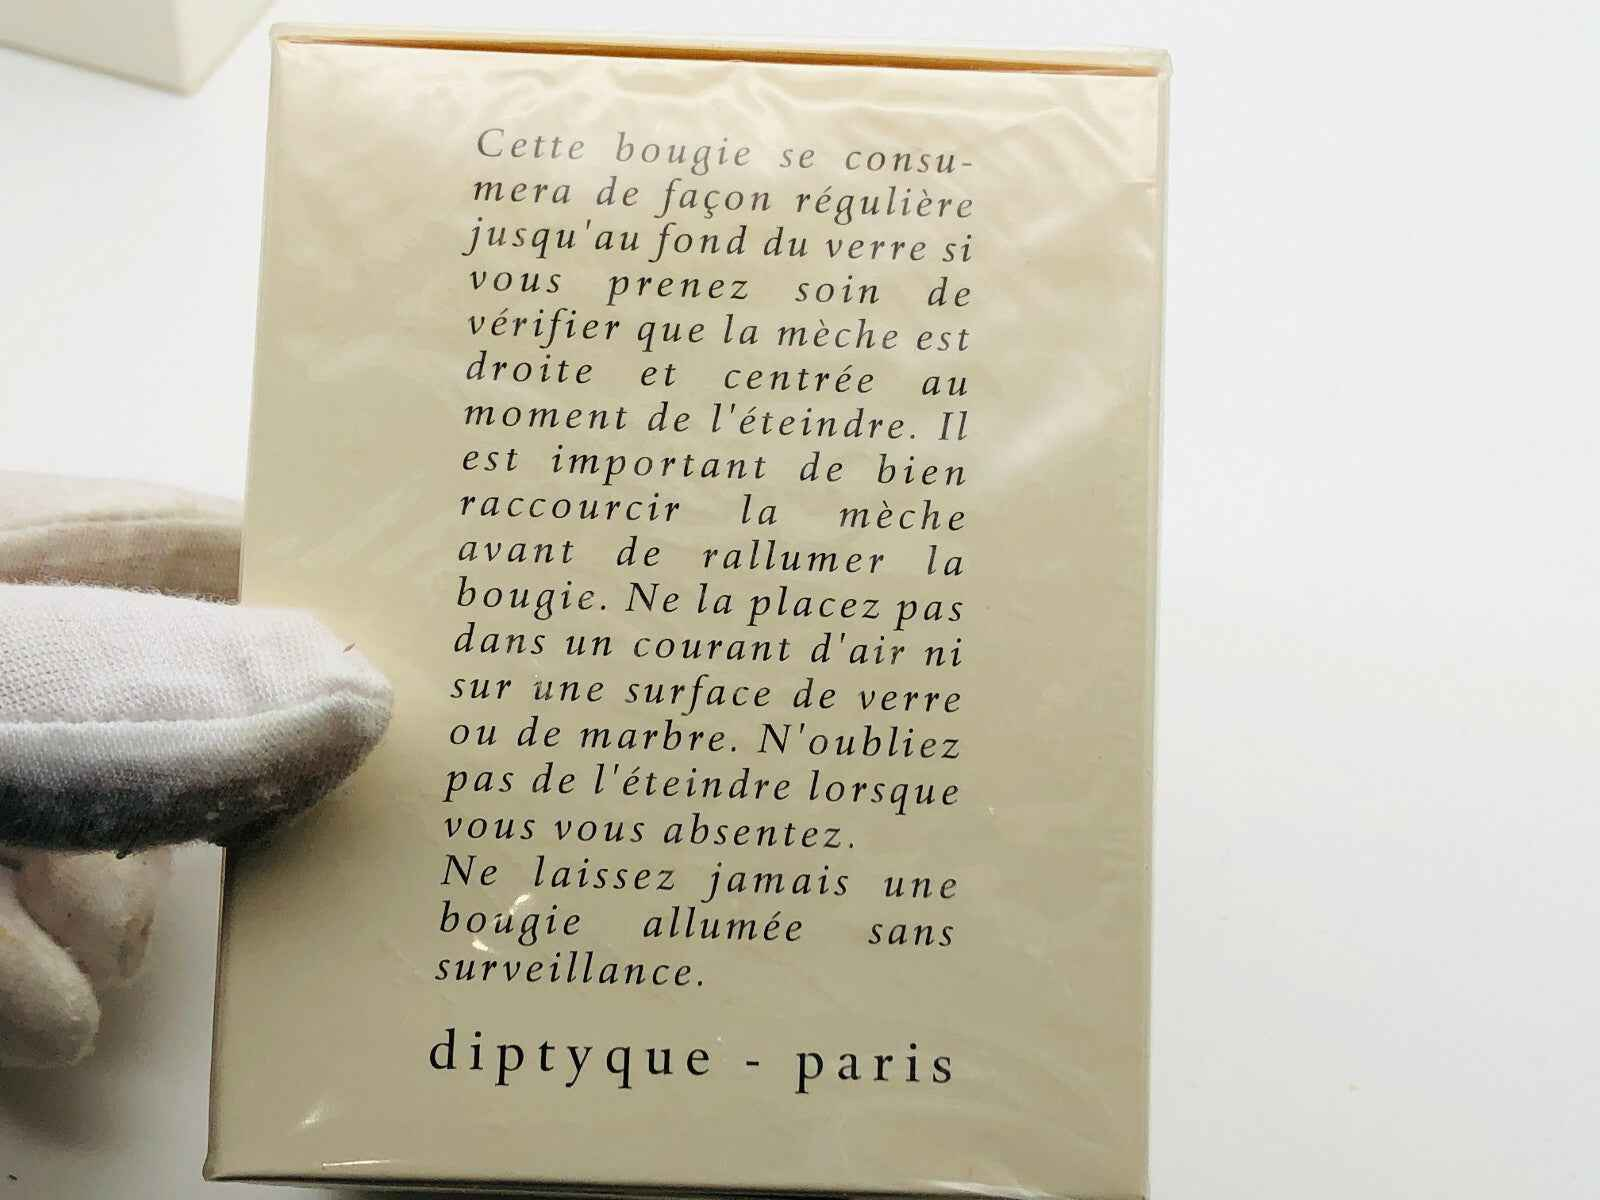 Cette bougie se consu-
mera de façon régulière
jusqu'au fond du verre si
vous prenez soin de
vérifier que la mèche est
droite et centrée au
moment de l'éteindre. Il
est important de bien
raccourcir la mèche
avant de rallumer la
bougie. Ne la placez pas
dans un courant d'air ni
sur une surface de verre
ou de marbre. N'oubliez
pas de l'éteindre lorsque
vous vous absentez.
Ne laissez jamais une
bougie allumée sans
surveillance.
diptyque - paris